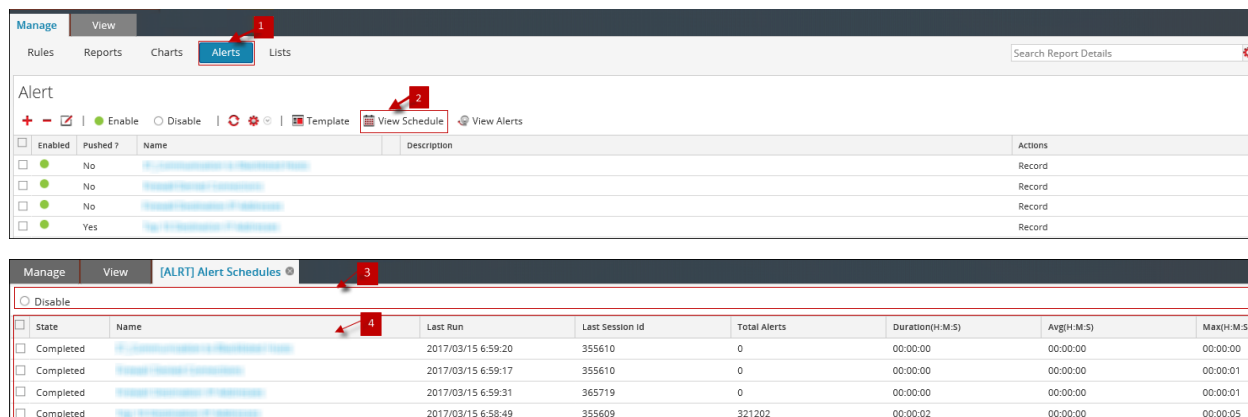 Manage View 1
Rules Reports Charts Alerts Lists Search Report Details
Alert 2
Enable Disable Template View Schedule View Alerts
Enabled Pushed ? Name Description Actions
No Record
No Record
No Record
Yes Record
Manage View [ALRT] Alert Schedules 3
Disable
State Name 4 Last Run Last Session Id Total Alerts Duration(H:M:S) Avg(H:M:S) Max(H:M:S
Completed 2017/03/15 6:59:20 355610 0 00:00:00 00:00:00 00:00:00
Completed 2017/03/15 6:59:17 355610 0 00:00:00 00:00:00 00:00:01
Completed 2017/03/15 6:59:31 365719 0 00:00:00 00:00:00 00:00:01
Completed 2017/03/15 6:58:49 355609 321202 00:00:02 00:00:00 00:00:05